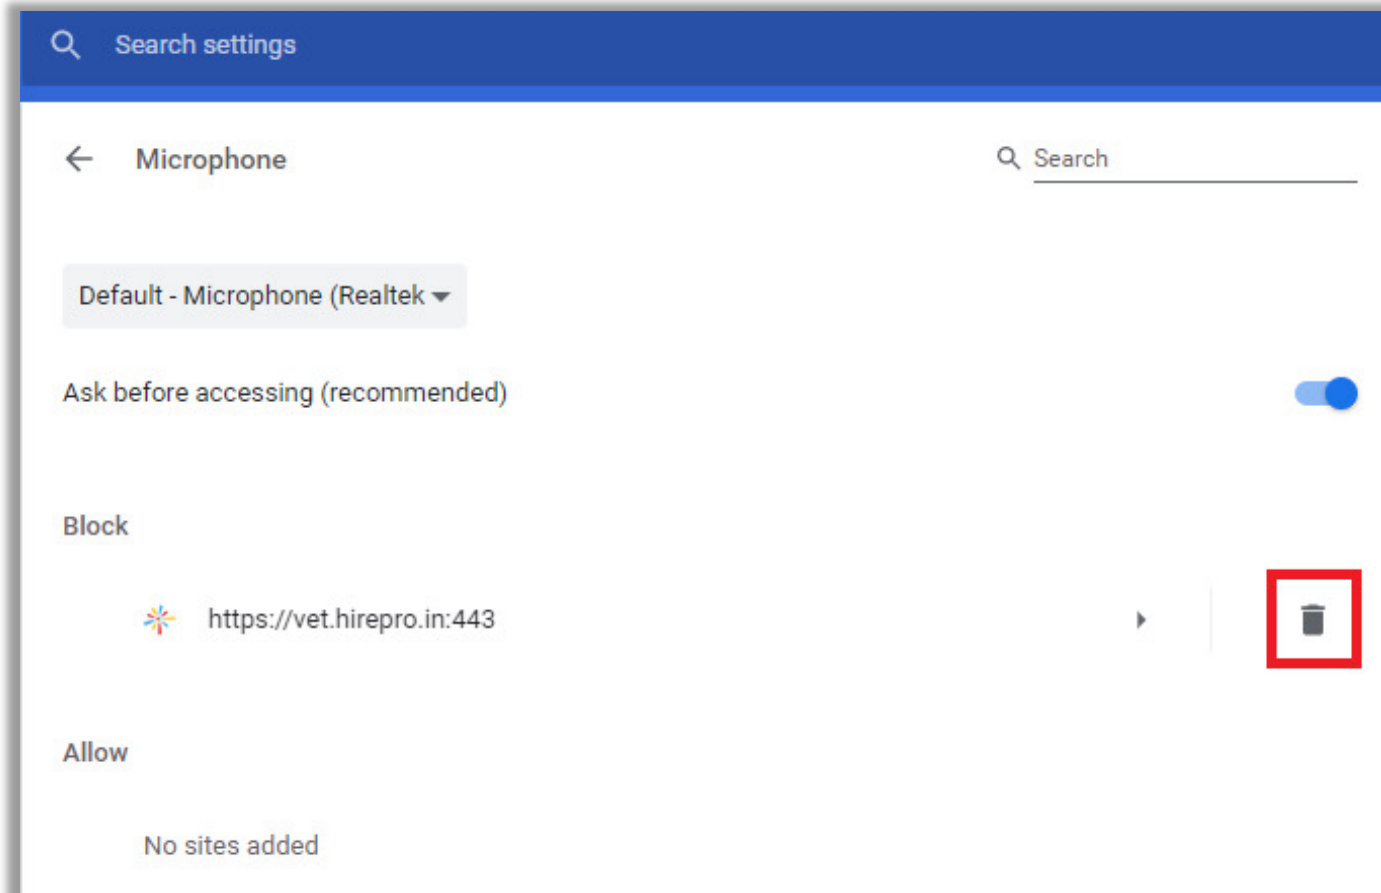 Search settings
Microphone
Search
Default - Microphone (Realtek
Ask before accessing (recommended)
Block
https://vet.hirepro.in:443
Allow
No sites added